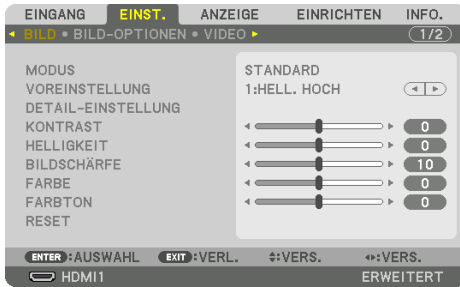 EINGANG EINST. ANZEIGE EINRICHTEN INFO.
BILD • BILD-OPTIONEN • VIDEO 1/2
MODUS STANDARD
VOREINSTELLUNG 1:HELL. HOCH
DETAIL-EINSTELLUNG
KONTRAST 0
HELLIGKEIT 0
BILDSCHÄRFE 10
FARBE 0
FARBTON 0
RESET
ENTER:AUSWAHL EXIT:VERL. :VERS. :VERS.
HDMI1 ERWEITERT